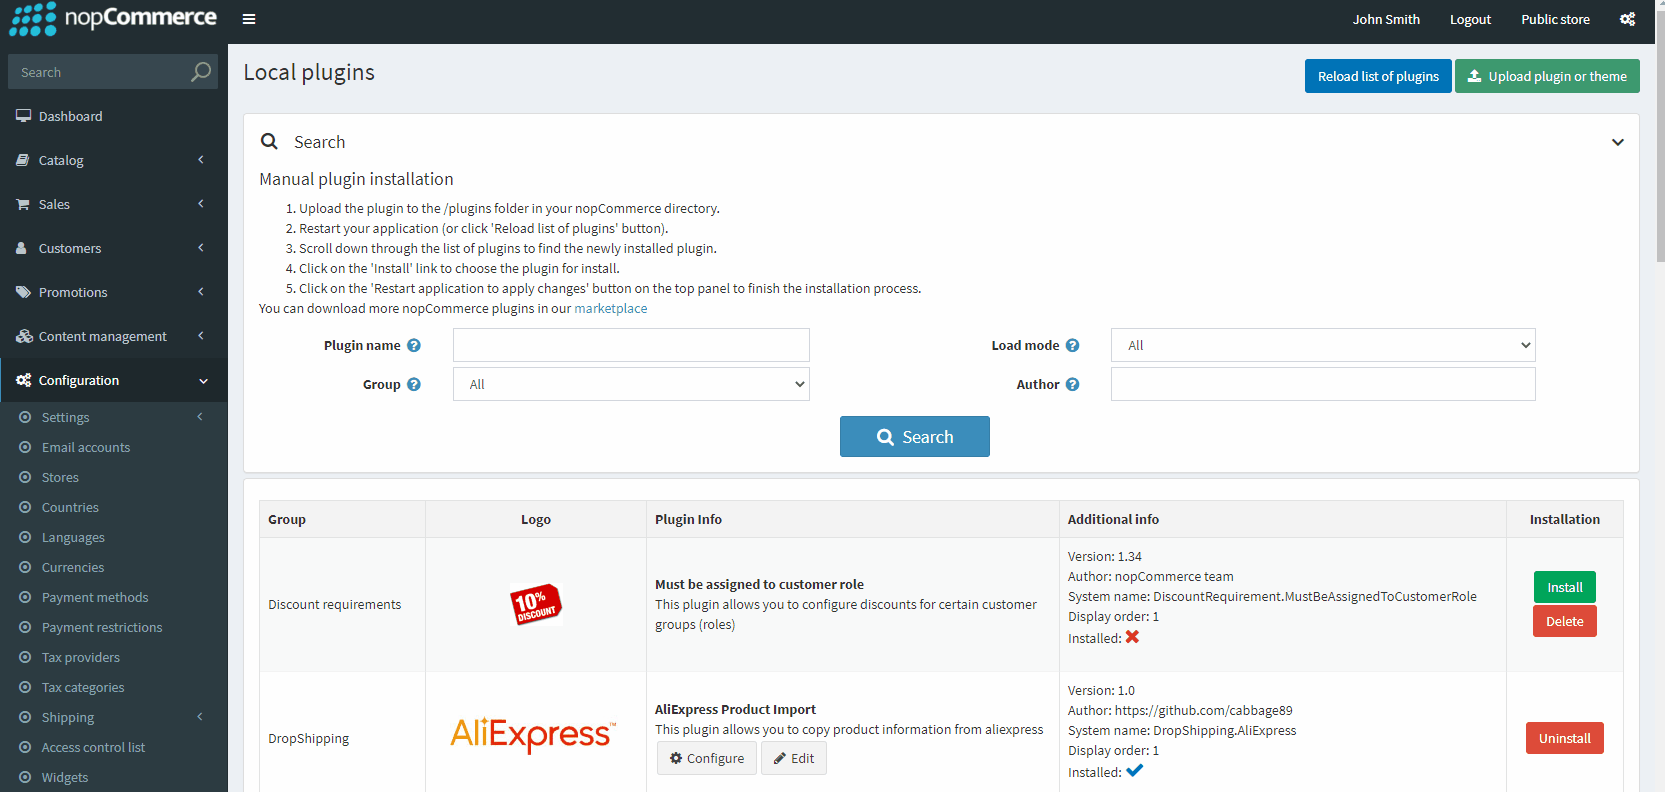 nopCommerce
John Smith
Logout
Public store
Search
Dashboard
Catalog
Sales
Customers
Promotions
Content management
Configuration
Settings
Email accounts
Stores
Countries
Languages
Currencies
Payment methods
Payment restrictions
Tax providers
Tax categories
Shipping
Access control list
Widgets
Local plugins
Reload list of plugins
Upload plugin or theme
Search
Manual plugin installation
1. Upload the plugin to the /plugins folder in your nopCommerce directory.
2. Restart your application (or click 'Reload list of plugins' button).
3. Scroll down through the list of plugins to find the newly installed plugin.
4. Click on the 'Install' link to choose the plugin for install.
5. Click on the 'Restart application to apply changes' button on the top panel to finish the installation process.
You can download more nopCommerce plugins in our marketplace
Plugin name ?
Load mode ?
All
Group ?
All
Author ?
Search
Group
Logo
Plugin Info
Additional info
Installation
Discount requirements
10%
DISCOUNT
Must be assigned to customer role
This plugin allows you to configure discounts for certain customer
groups (roles)
Version: 1.34
Author: nopCommerce team
System name: DiscountRequirement.MustBeAssignedToCustomerRole
Display order: 1
Installed:
Install
Delete
DropShipping
AliExpress™
AliExpress Product Import
This plugin allows you to copy product information from aliexpress
Configure
Edit
Version: 1.0
Author: https://github.com/cabbage89
System name: DropShipping.AliExpress
Display order: 1
Installed:
Uninstall